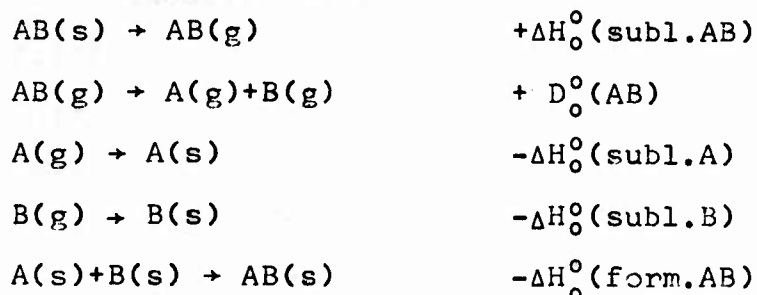 AB(s) → AB(g) +ΔH°₀(subl.AB)
AB(g) → A(g)+B(g) + D°₀(AB)
A(g) → A(s) -ΔH°₀(subl.A)
B(g) → B(s) -ΔH°₀(subl.B)
A(s)+B(s) → AB(s) -ΔH°₀(form.AB)